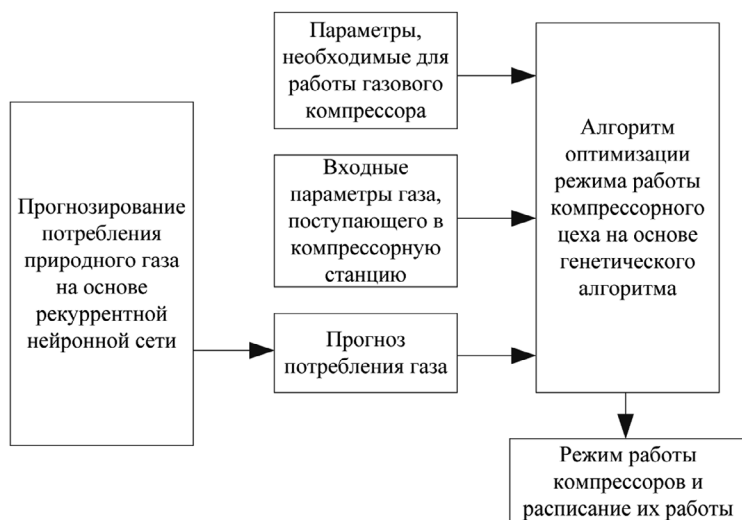 Прогнозирование
потребления
природного газа
на основе
рекуррентной
нейронной сети
Параметры,
необходимые для
работы газового
компрессора
Входные
параметры газа,
поступающего в
компрессорную
станцию
Прогноз
потребления газа
Алгоритм
оптимизации
режима работы
компрессорного
цеха на основе
генетического
алгоритма
Режим работы
компрессоров и
расписание их работы